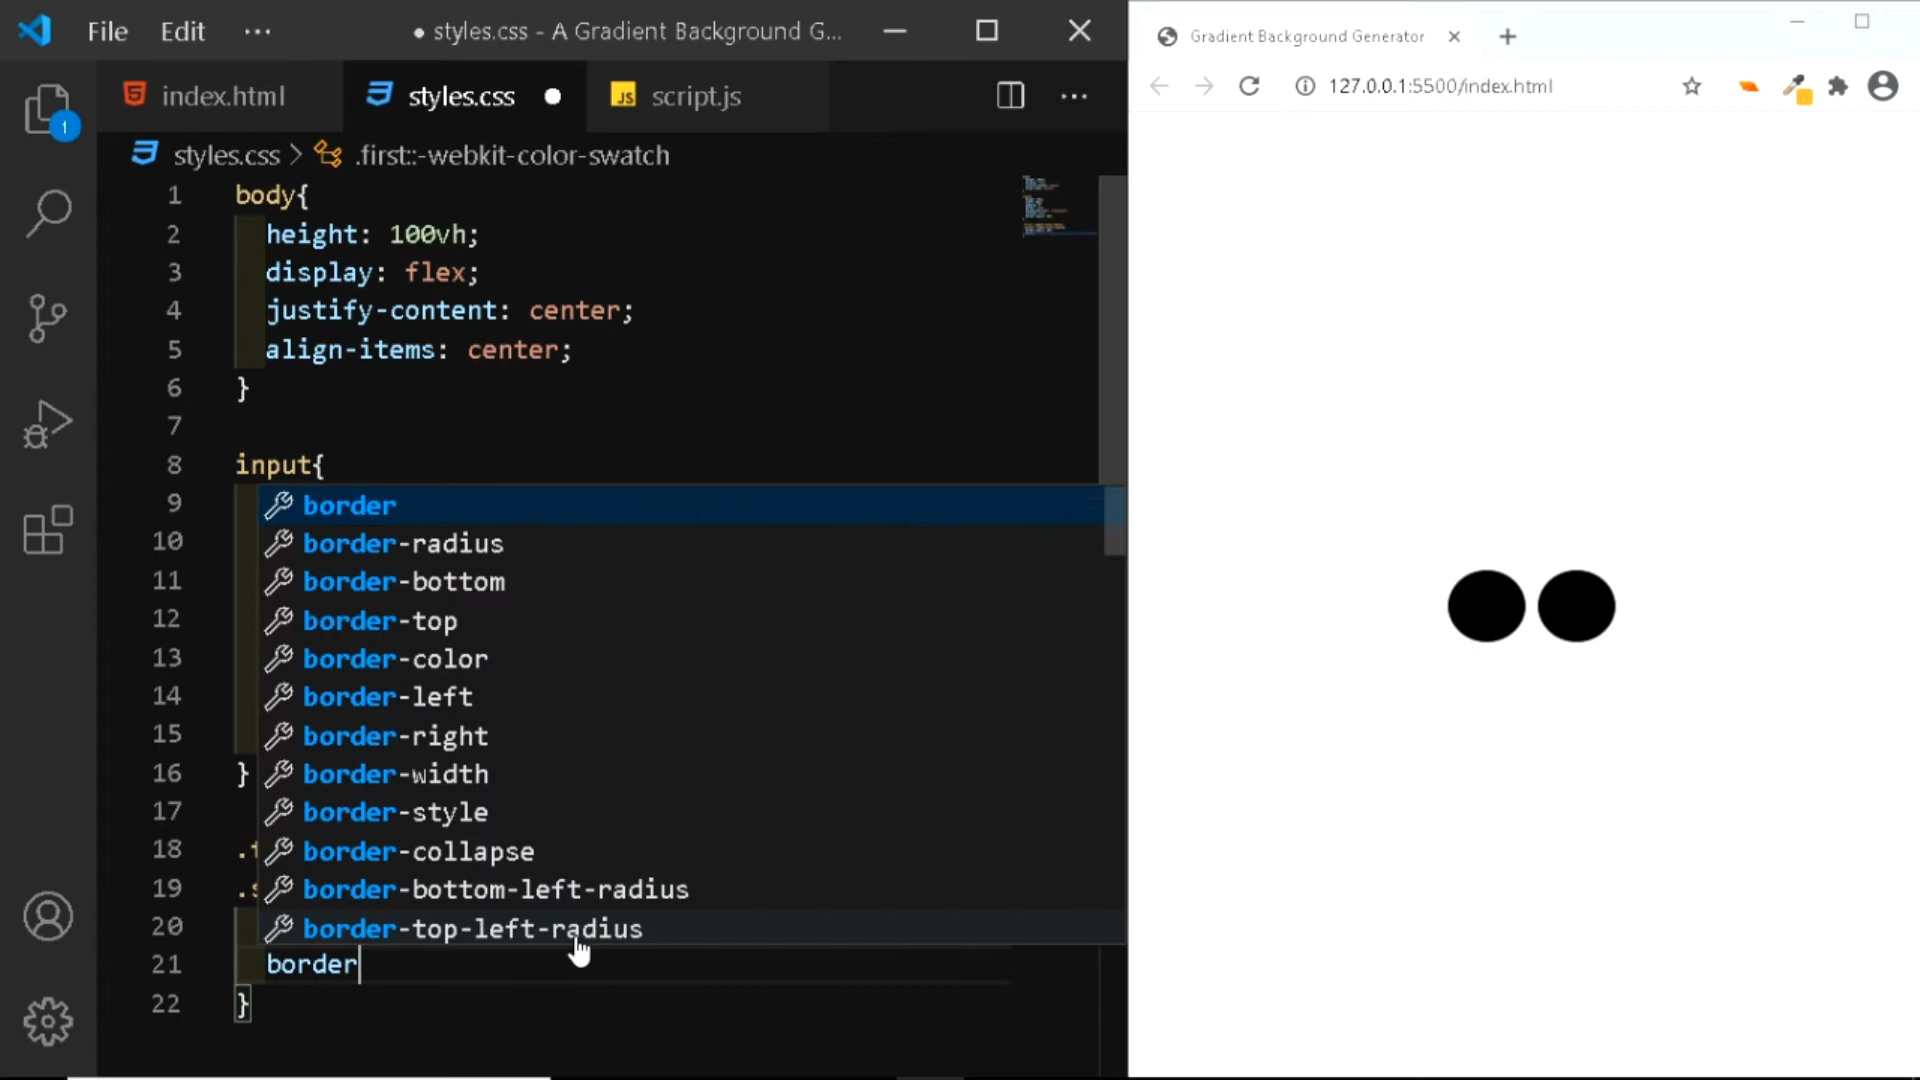 File Edit ··· ● styles.css - A Gradient Background G...
index.html styles.css ● JS script.js ···
styles.css > .first::-webkit-color-swatch
1 body{
2 height: 100vh;
3 display: flex;
4 justify-content: center;
5 align-items: center;
6 }
7
8 input{
9 border
10 border-radius
11 border-bottom
12 border-top
13 border-color
14 border-left
15 border-right
16 } border-width
17 border-style
18 border-collapse
19 border-bottom-left-radius
20 border-top-left-radius
21 border
22 }
1
Gradient Background Generator
127.0.0.1:5500/index.html